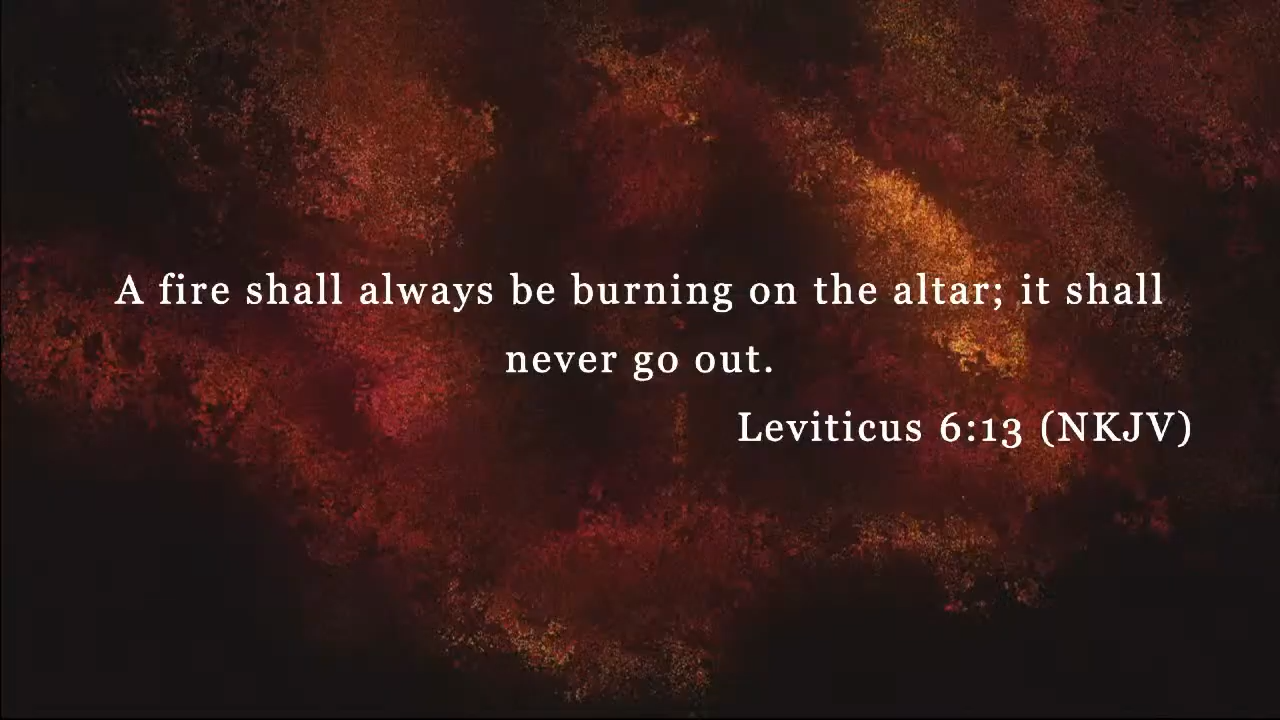 A fire shall always be burning on the altar; it shall
never go out.
Leviticus 6:13 (NKJV)